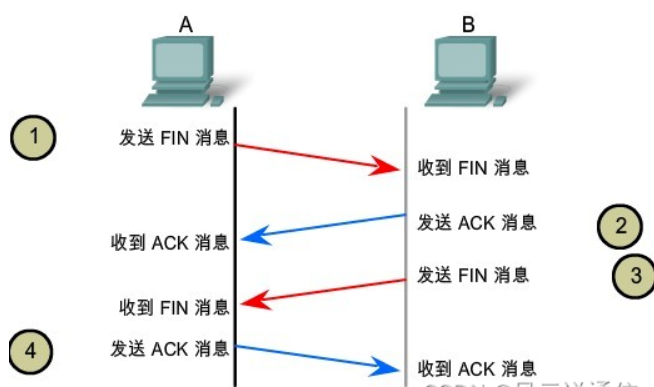 A
B
1
发送 FIN 消息
收到 FIN 消息
发送 ACK 消息
2
收到 ACK 消息
发送 FIN 消息
3
收到 FIN 消息
4
发送 ACK 消息
收到 ACK 消息